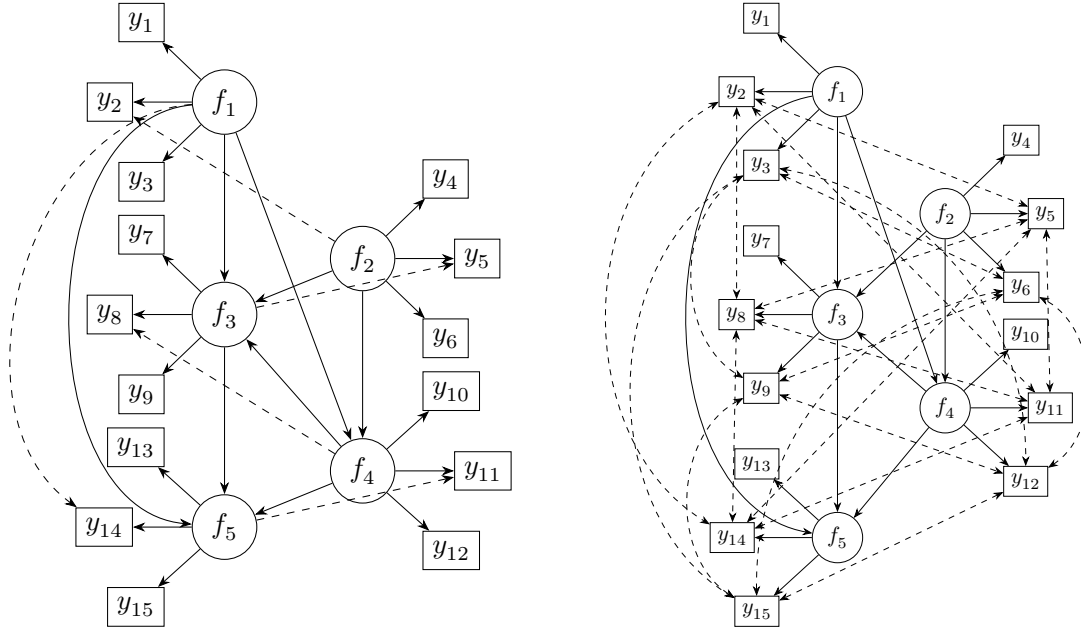 y₁
y₂
f₁
y₃
y₄
y₇
f₂
y₅
y₈
f₃
y₆
y₉
y₁₀
y₁₃
f₄
y₁₁
y₁₄
f₅
y₁₂
y₁₅
y₁
y₂
f₁
y₃
y₄
f₂
y₅
y₇
y₆
y₈
f₃
y₁₀
y₉
f₄
y₁₁
y₁₃
y₁₂
y₁₄
f₅
y₁₅